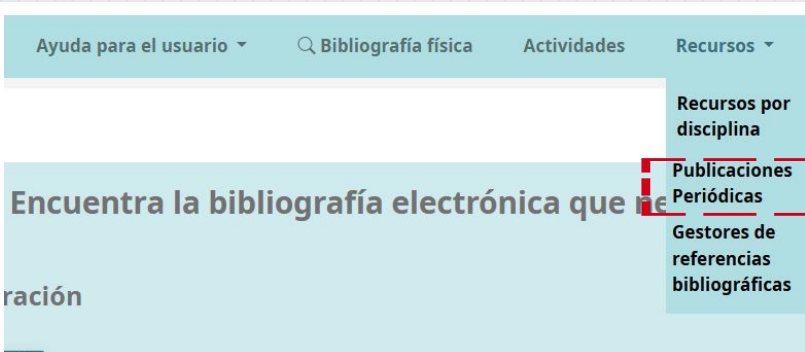 Ayuda para el usuario Bibliografía física Actividades Recursos
Recursos por
disciplina
Publicaciones
Periódicas
Gestores de
referencias
bibliográficas
Encuentra la bibliografía electrónica que
ración